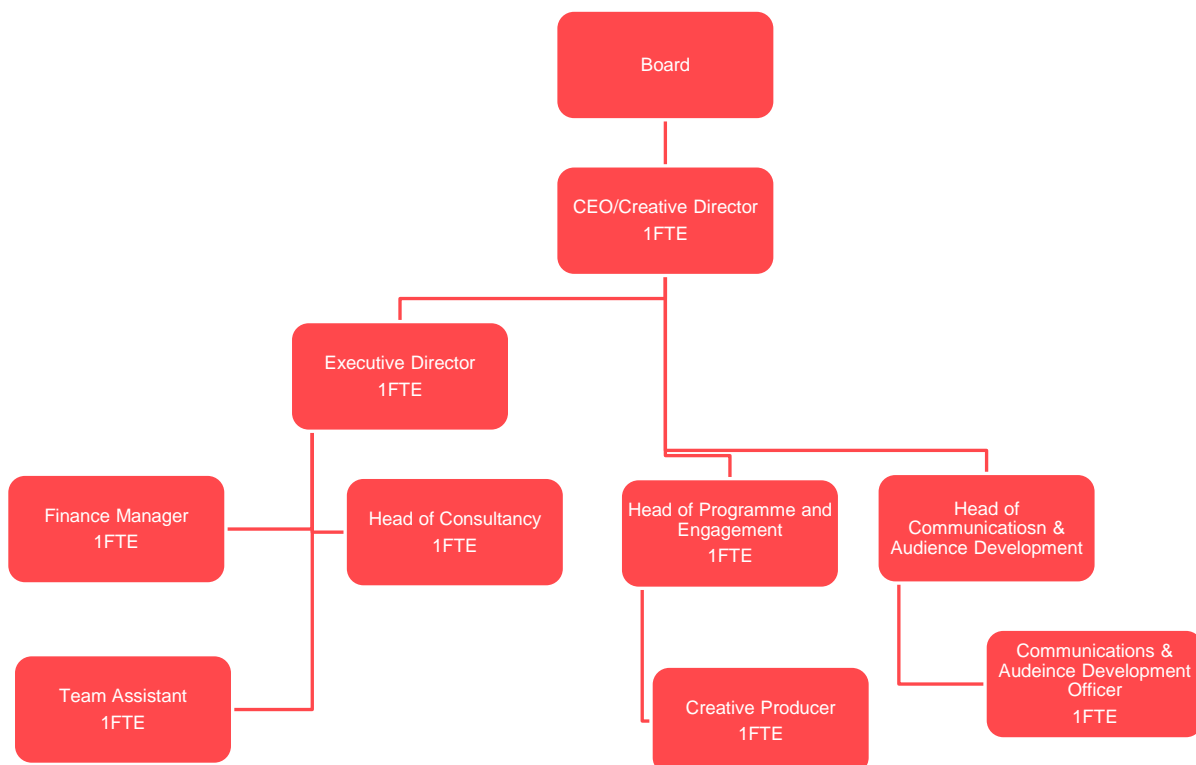 Board
CEO/Creative Director
1FTE
Executive Director
1FTE
Finance Manager
1FTE
Head of Consultancy
1FTE
Head of Programme and
Engagement
1FTE
Head of
Communicatiosn &
Audience Development
Team Assistant
1FTE
Creative Producer
1FTE
Communications &
Audeince Development
Officer
1FTE